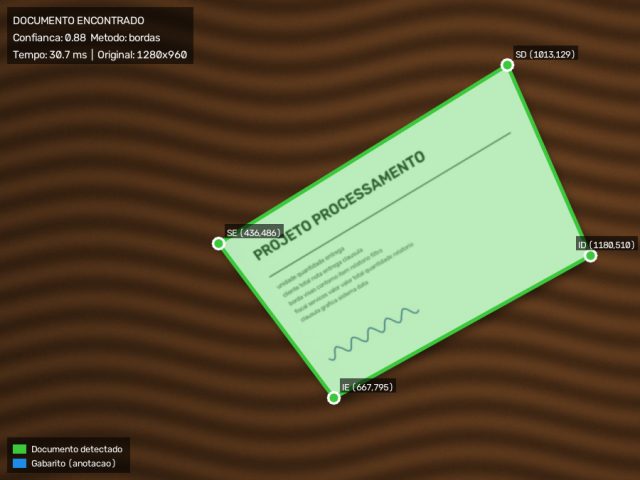 DOCUMENTO ENCONTRADO
Confianca: 0.88 Metodo: bordas
Tempo: 30.7 ms | Original: 1280x960
SD (1013,129)
SE (436,486)
ID (1180,510)
PROJETO PROCESSAMENTO
unidade quantidade entrega
cliente total nota entrega clausula
borda visao contorno item relatorio filtro
fiscal servicos valor valor total quantidade relatorio
clausula grafica sistema data
IE (667,795)
Documento detectado
Gabarito (anotacao)